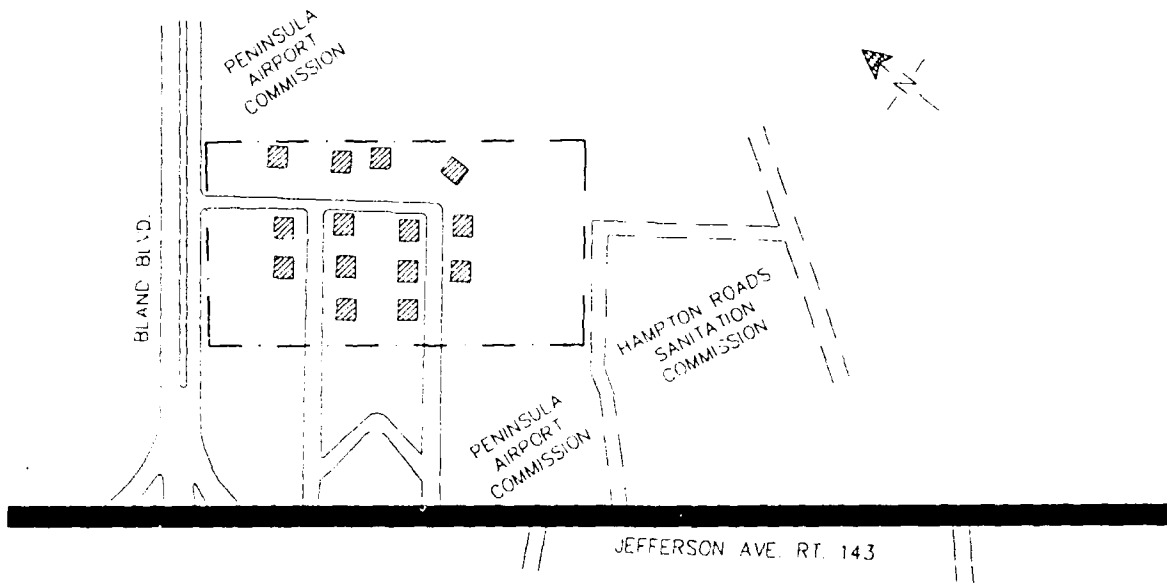 PENINSULA
AIRPORT
COMMISSION
N
BLAND BLVD.
HAMPTON ROADS
SANITATION
COMMISSION
PENINSULA
AIRPORT
COMMISSION
JEFFERSON AVE. RT. 143